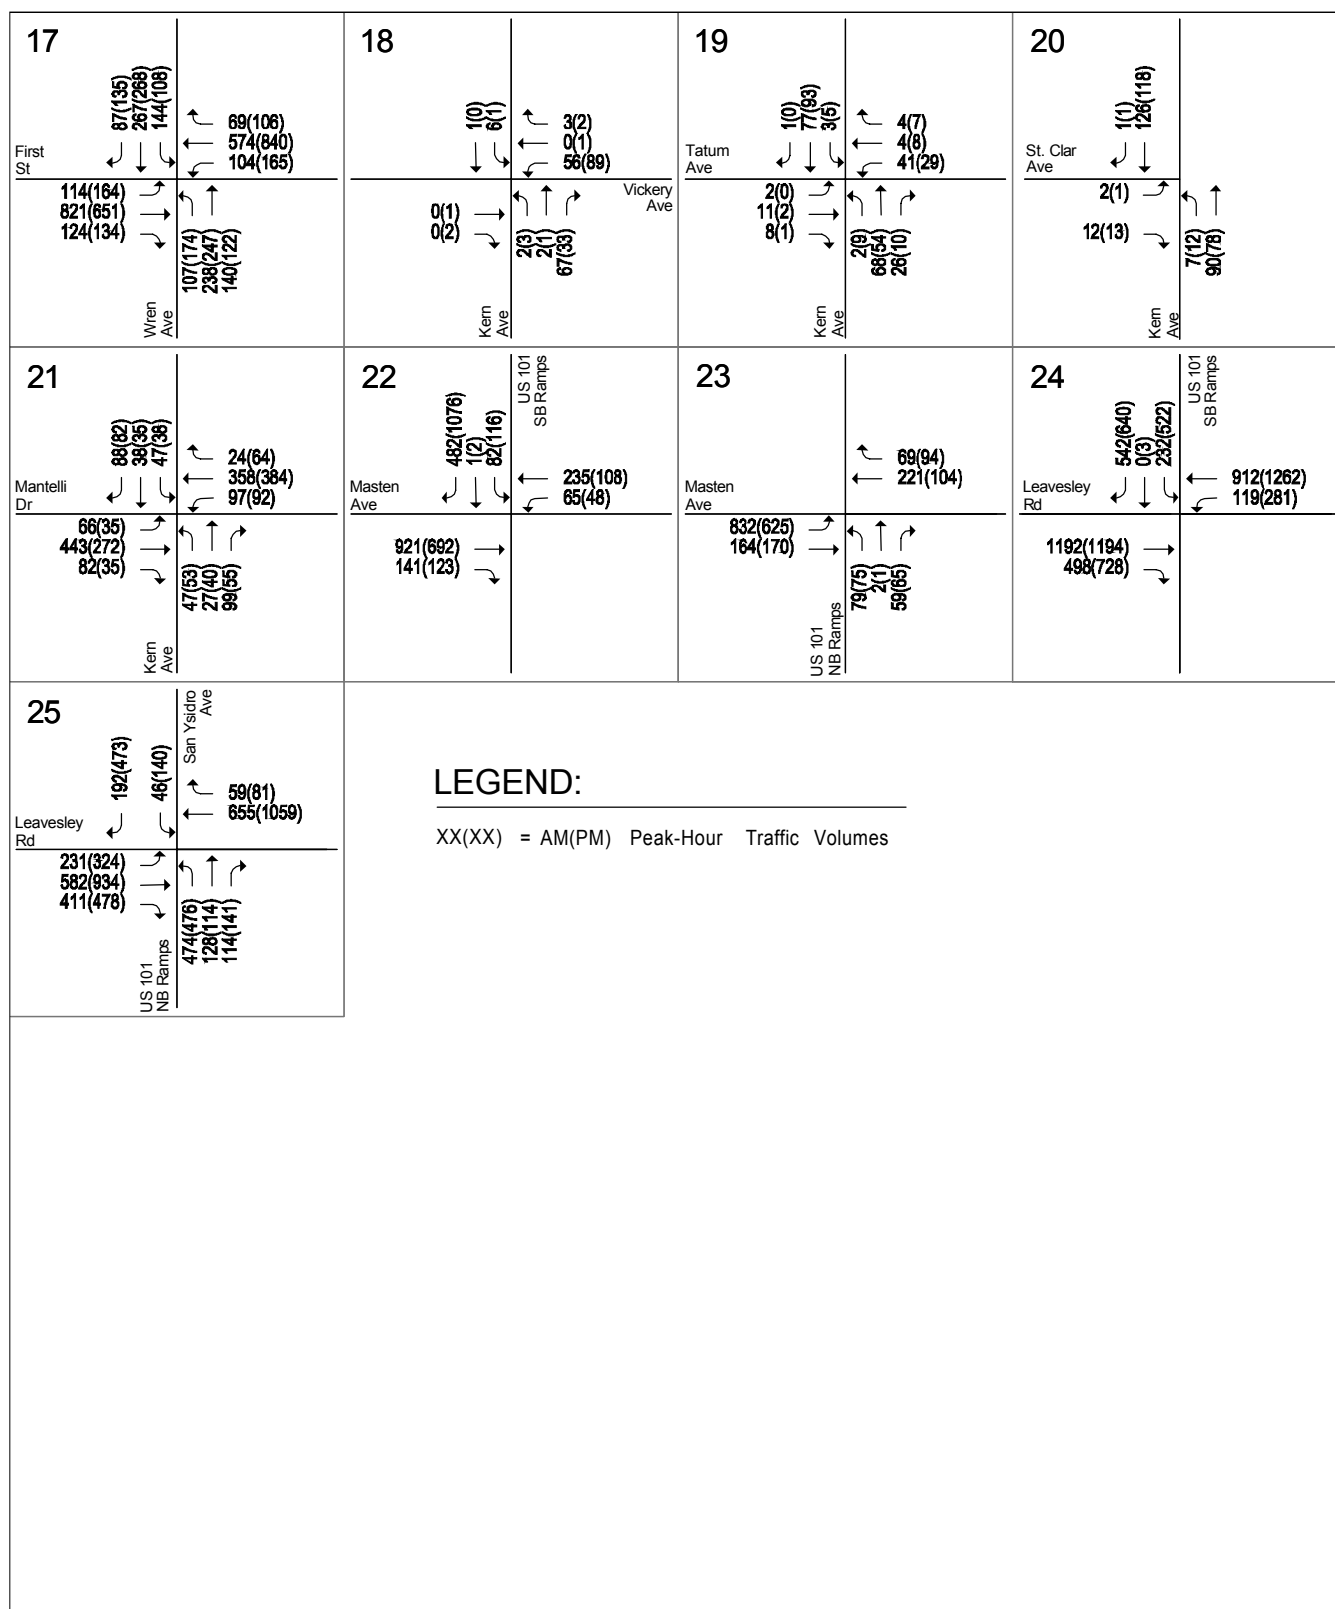 17
87(135)
267(268)
144(108)
69(106)
574(840)
104(165)
First
St
114(164)
821(651)
124(134)
107(174)
238(247)
140(122)
Wren
Ave
18
1(0)
6(1)
3(2)
0(1)
56(89)
Vickery
Ave
0(1)
0(2)
2(3)
2(1)
67(33)
Kern
Ave
19
1(0)
77(93)
3(5)
4(7)
4(8)
41(29)
Tatum
Ave
2(0)
11(2)
8(1)
2(9)
68(54)
26(10)
Kern
Ave
20
1(1)
126(118)
St. Clar
Ave
2(1)
12(13)
7(12)
90(78)
Kern
Ave
21
88(82)
38(35)
47(38)
24(64)
358(384)
97(92)
Mantelli
Dr
66(35)
443(272)
82(35)
47(53)
27(40)
99(55)
Kern
Ave
22
US 101
SB Ramps
482(1076)
1(2)
82(116)
235(108)
65(48)
Masten
Ave
921(692)
141(123)
23
69(94)
221(104)
Masten
Ave
832(625)
164(170)
79(75)
2(1)
59(65)
US 101
NB Ramps
24
US 101
SB Ramps
542(640)
0(3)
232(522)
912(1262)
119(281)
Leavesley
Rd
1192(1194)
498(728)
25
San Ysidro
Ave
192(473)
46(140)
59(81)
655(1059)
Leavesley
Rd
231(324)
582(934)
411(478)
474(476)
128(114)
114(141)
US 101
NB Ramps
LEGEND:
XX(XX) = AM(PM) Peak-Hour Traffic Volumes